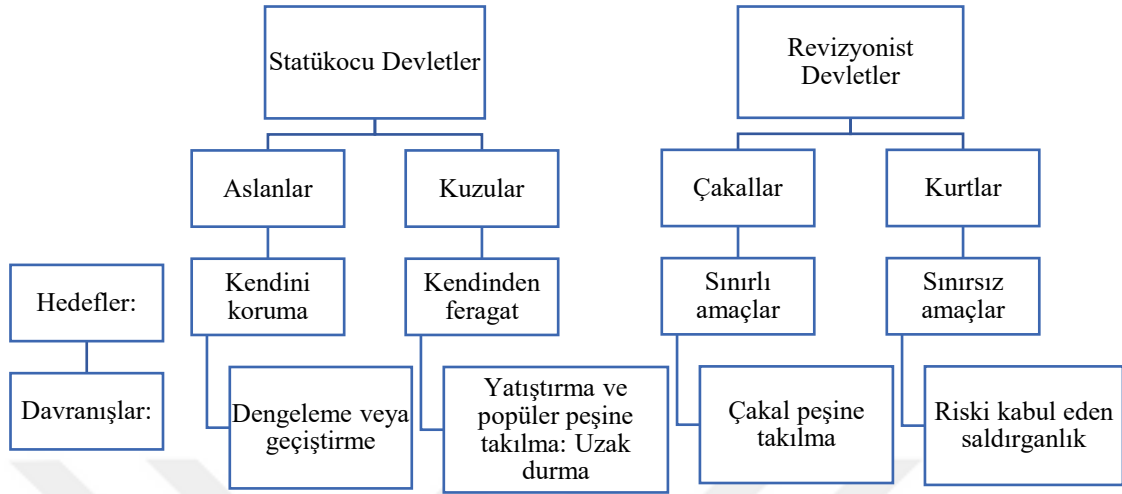 Statükocu Devletler
Revizyonist
Devletler
Aslanlar
Kuzular
Çakallar
Kurtlar
Hedefler:
Kendini
koruma
Kendinden
feragat
Sınırlı
amaçlar
Sınırsız
amaçlar
Davranışlar:
Dengeleme veya
geçiştirme
Yatıştırma ve
popüler peşine
takılma: Uzak
durma
Çakal peşine
takılma
Riski kabul eden
saldırganlık